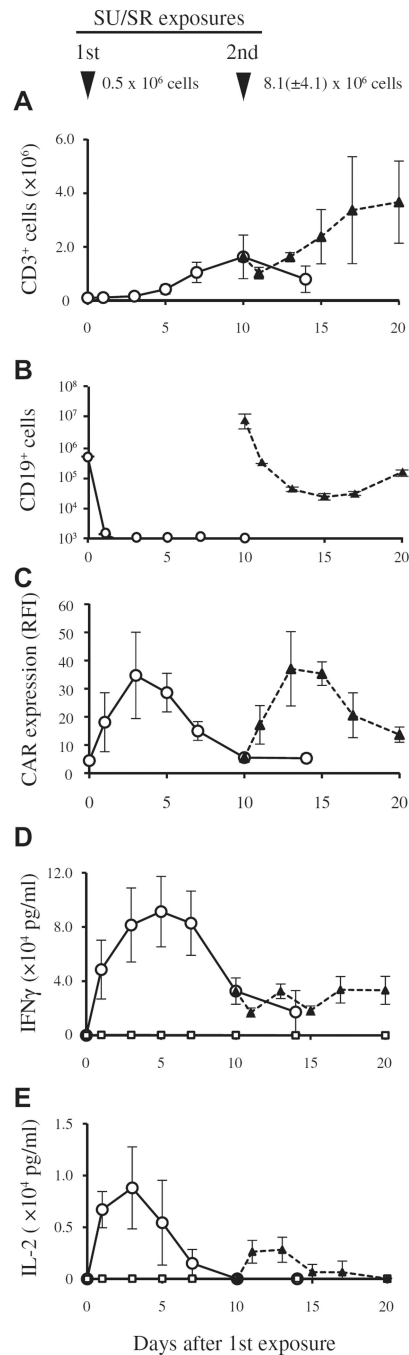 SU/SR exposures
1st 2nd
0.5 x 10⁶ cells 8.1(±4.1) x 10⁶ cells
A
CD3⁺ cells (×10⁶)
6.0
4.0
2.0
0
0 5 10 15 20
B
CD19⁺ cells
10⁸
10⁷
10⁶
10⁵
10⁴
10³
0 5 10 15 20
C
CAR expression (RFI)
60
50
40
30
20
10
0
0 5 10 15 20
D
IFNγ (×10⁴ pg/ml)
12.0
8.0
4.0
0
0 5 10 15 20
E
IL-2 ( ×10⁴ pg/ml)
1.5
1.0
0.5
0
0 5 10 15 20
Days after 1st exposure